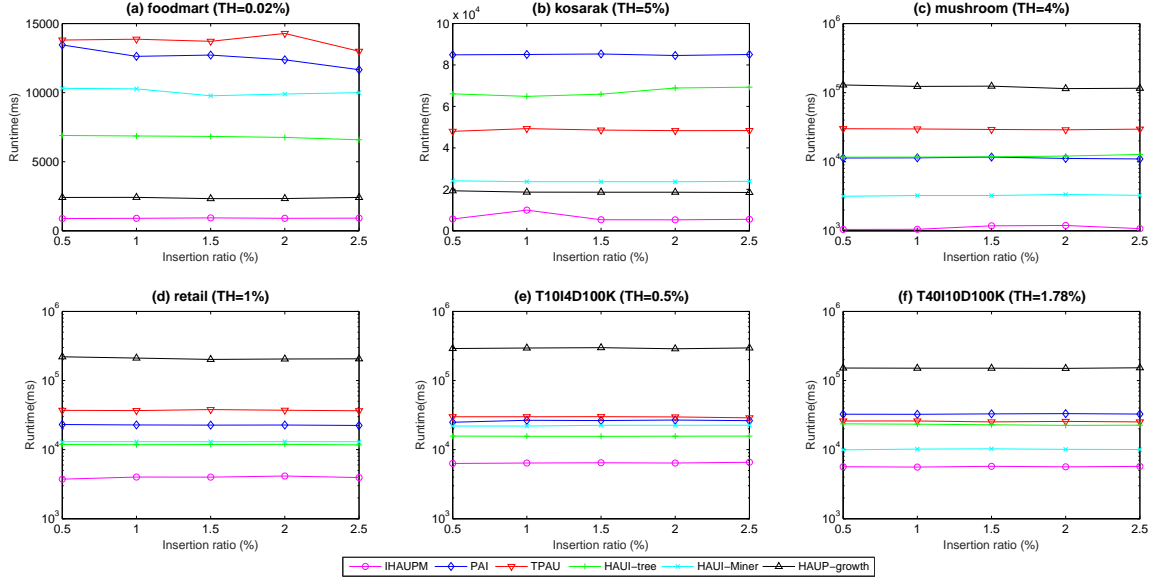 (a) foodmart (TH=0.02%)
15000
10000
5000
0
Runtime(ms)
0.5 1 1.5 2 2.5
Insertion ratio (%)
(b) kosarak (TH=5%)
x 10^4
10
8
6
4
2
0
Runtime(ms)
0.5 1 1.5 2 2.5
Insertion ratio (%)
(c) mushroom (TH=4%)
10^6
10^5
10^4
10^3
Runtime(ms)
0.5 1 1.5 2 2.5
Insertion ratio (%)
(d) retail (TH=1%)
10^6
10^5
10^4
10^3
Runtime(ms)
0.5 1 1.5 2 2.5
Insertion ratio (%)
(e) T10I4D100K (TH=0.5%)
10^6
10^5
10^4
10^3
Runtime(ms)
0.5 1 1.5 2 2.5
Insertion ratio (%)
(f) T40I10D100K (TH=1.78%)
10^6
10^5
10^4
10^3
Runtime(ms)
0.5 1 1.5 2 2.5
Insertion ratio (%)
IHAUPM PAI TPAU HAUI-tree HAUI-Miner HAUP-growth